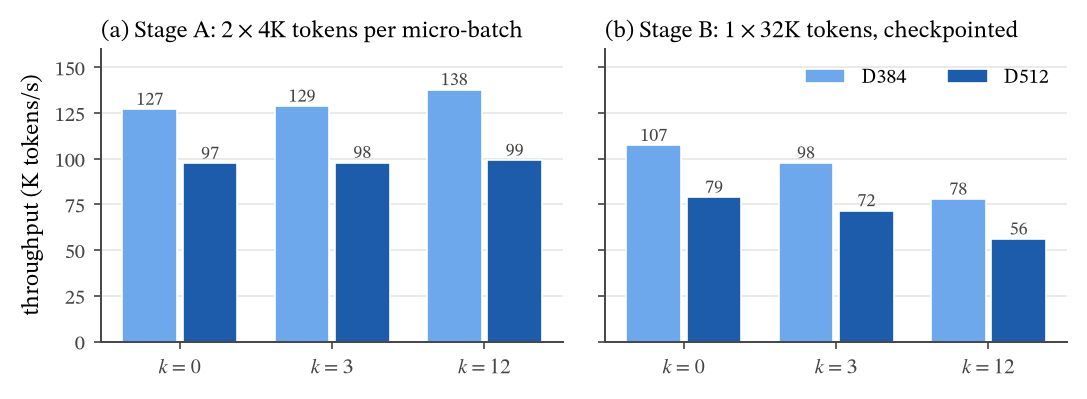 (a) Stage A: 2 × 4K tokens per micro-batch
throughput (K tokens/s)
150
125
100
75
50
25
0
127
97
129
98
138
99
k = 0
k = 3
k = 12
(b) Stage B: 1 × 32K tokens, checkpointed
D384
D512
107
79
98
72
78
56
k = 0
k = 3
k = 12